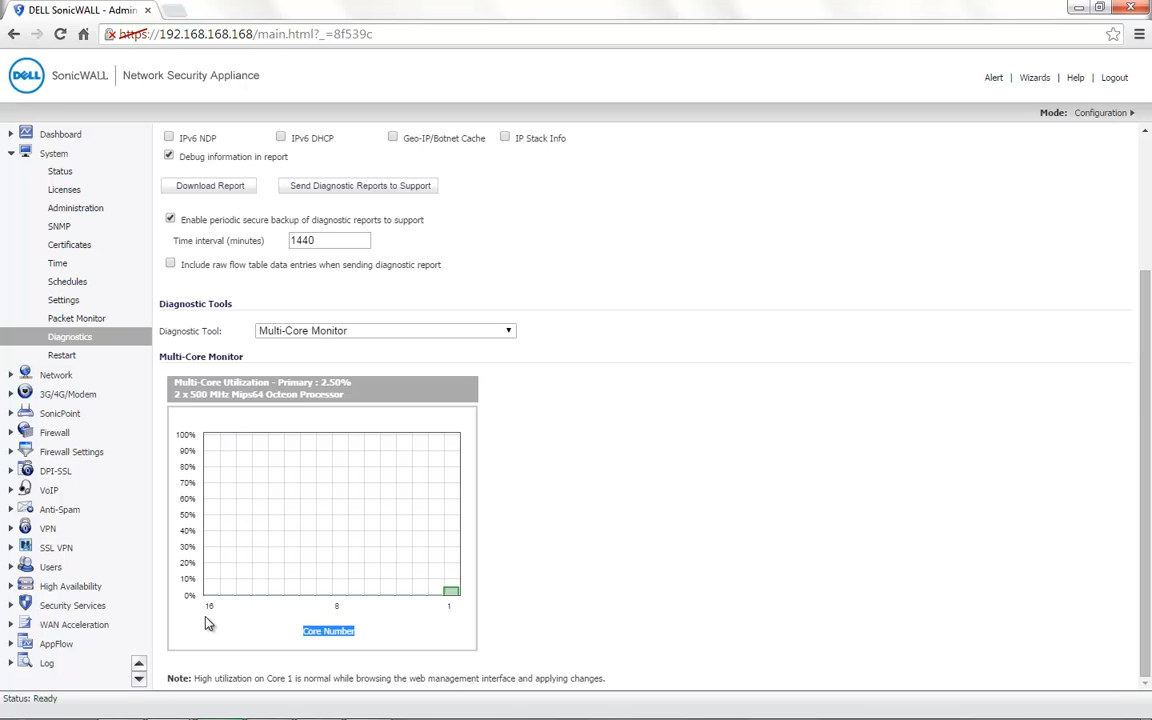 DELL SonicWALL - Admin
https://192.168.168.168/main.html?_=8f539c
DELL SonicWALL Network Security Appliance
Alert Wizards Help Logout
Mode: Configuration
Dashboard
System
Status
Licenses
Administration
SNMP
Certificates
Time
Schedules
Settings
Packet Monitor
Diagnostics
Restart
Network
3G/4G/Modem
SonicPoint
Firewall
Firewall Settings
DPI-SSL
VoIP
Anti-Spam
VPN
SSL VPN
Users
High Availability
Security Services
WAN Acceleration
AppFlow
Log
IPv6 NDP IPv6 DHCP Geo-IP/Botnet Cache IP Stack Info
Debug information in report
Download Report Send Diagnostic Reports to Support
Enable periodic secure backup of diagnostic reports to support
Time interval (minutes) 1440
Include raw flow table data entries when sending diagnostic report
Diagnostic Tools
Diagnostic Tool: Multi-Core Monitor
Multi-Core Monitor
Multi-Core Utilization - Primary : 2.50%
2 x 500 MHz Mips64 Octeon Processor
100%
90%
80%
70%
60%
50%
40%
30%
20%
10%
0%
16 8 1
Core Number
Note: High utilization on Core 1 is normal while browsing the web management interface and applying changes.
Status: Ready